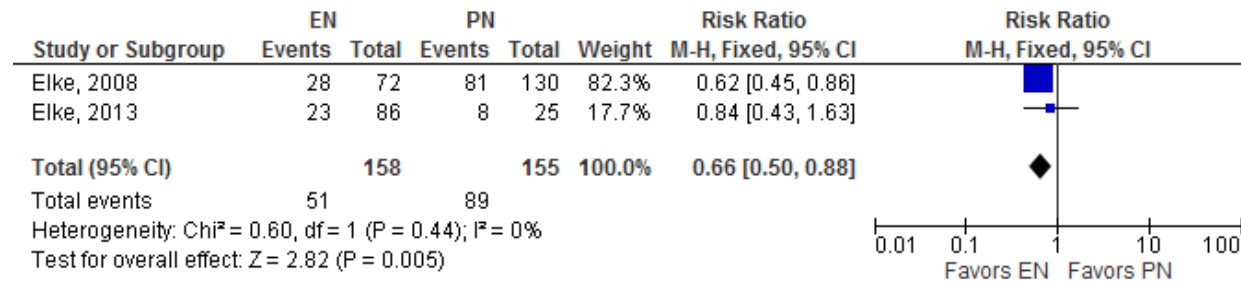 EN PN Risk Ratio Risk Ratio
Study or Subgroup Events Total Events Total Weight M-H, Fixed, 95% CI M-H, Fixed, 95% CI
Elke, 2008 28 72 81 130 82.3% 0.62 [0.45, 0.86]
Elke, 2013 23 86 8 25 17.7% 0.84 [0.43, 1.63]
Total (95% CI) 158 155 100.0% 0.66 [0.50, 0.88]
Total events 51 89
Heterogeneity: Chi² = 0.60, df = 1 (P = 0.44); I² = 0%
Test for overall effect: Z = 2.82 (P = 0.005)
0.01 0.1 1 10 100
Favors EN Favors PN